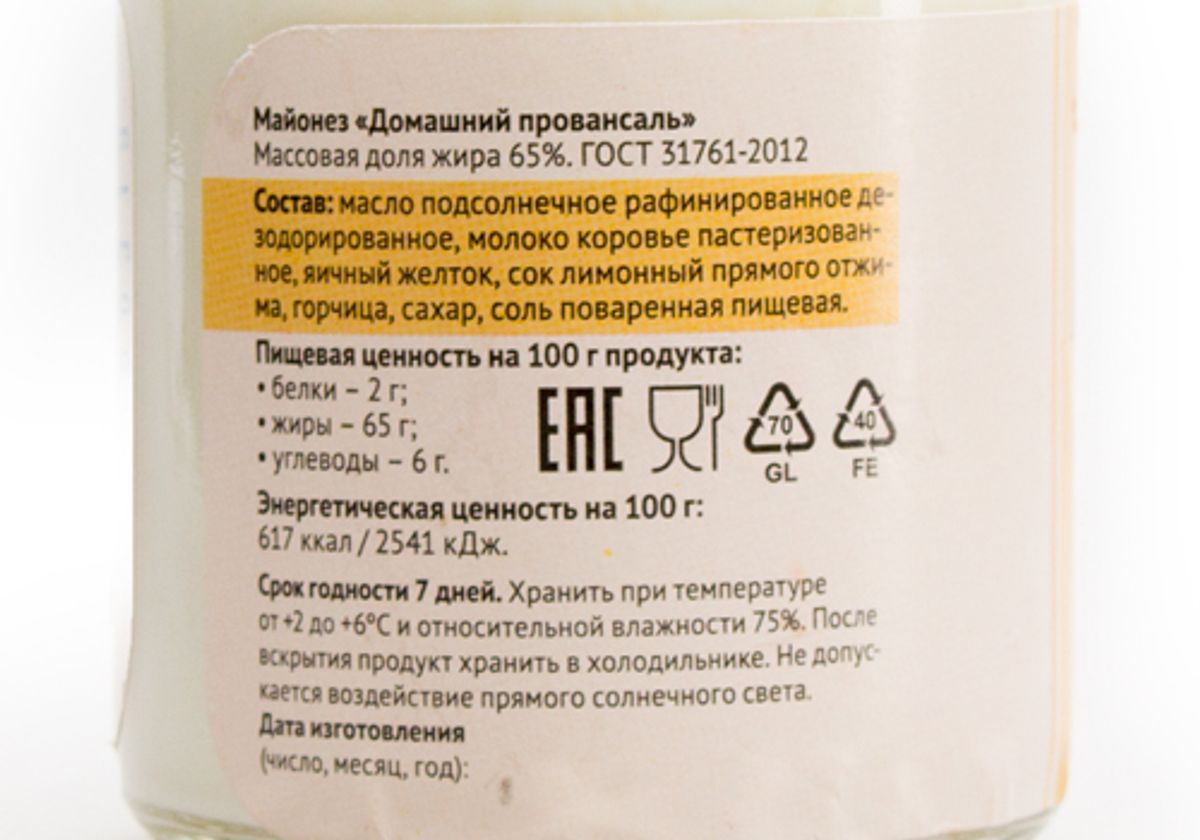 Майонез «Домашний провансаль»
Массовая доля жира 65%. ГОСТ 31761-2012
Состав: масло подсолнечное рафинированное де-
зодорированное, молоко коровье пастеризован-
ное, яичный желток, сок лимонный прямого отжи-
ма, горчица, сахар, соль поваренная пищевая.
Пищевая ценность на 100 г продукта:
• белки – 2 г;
• жиры – 65 г;
• углеводы – 6 г.
ЕАС
70
GL
40
FE
Энергетическая ценность на 100 г:
617 ккал / 2541 кДж.
Срок годности 7 дней. Хранить при температуре
от +2 до +6°С и относительной влажности 75%. После
вскрытия продукт хранить в холодильнике. Не допус-
кается воздействие прямого солнечного света.
Дата изготовления
(число, месяц, год):